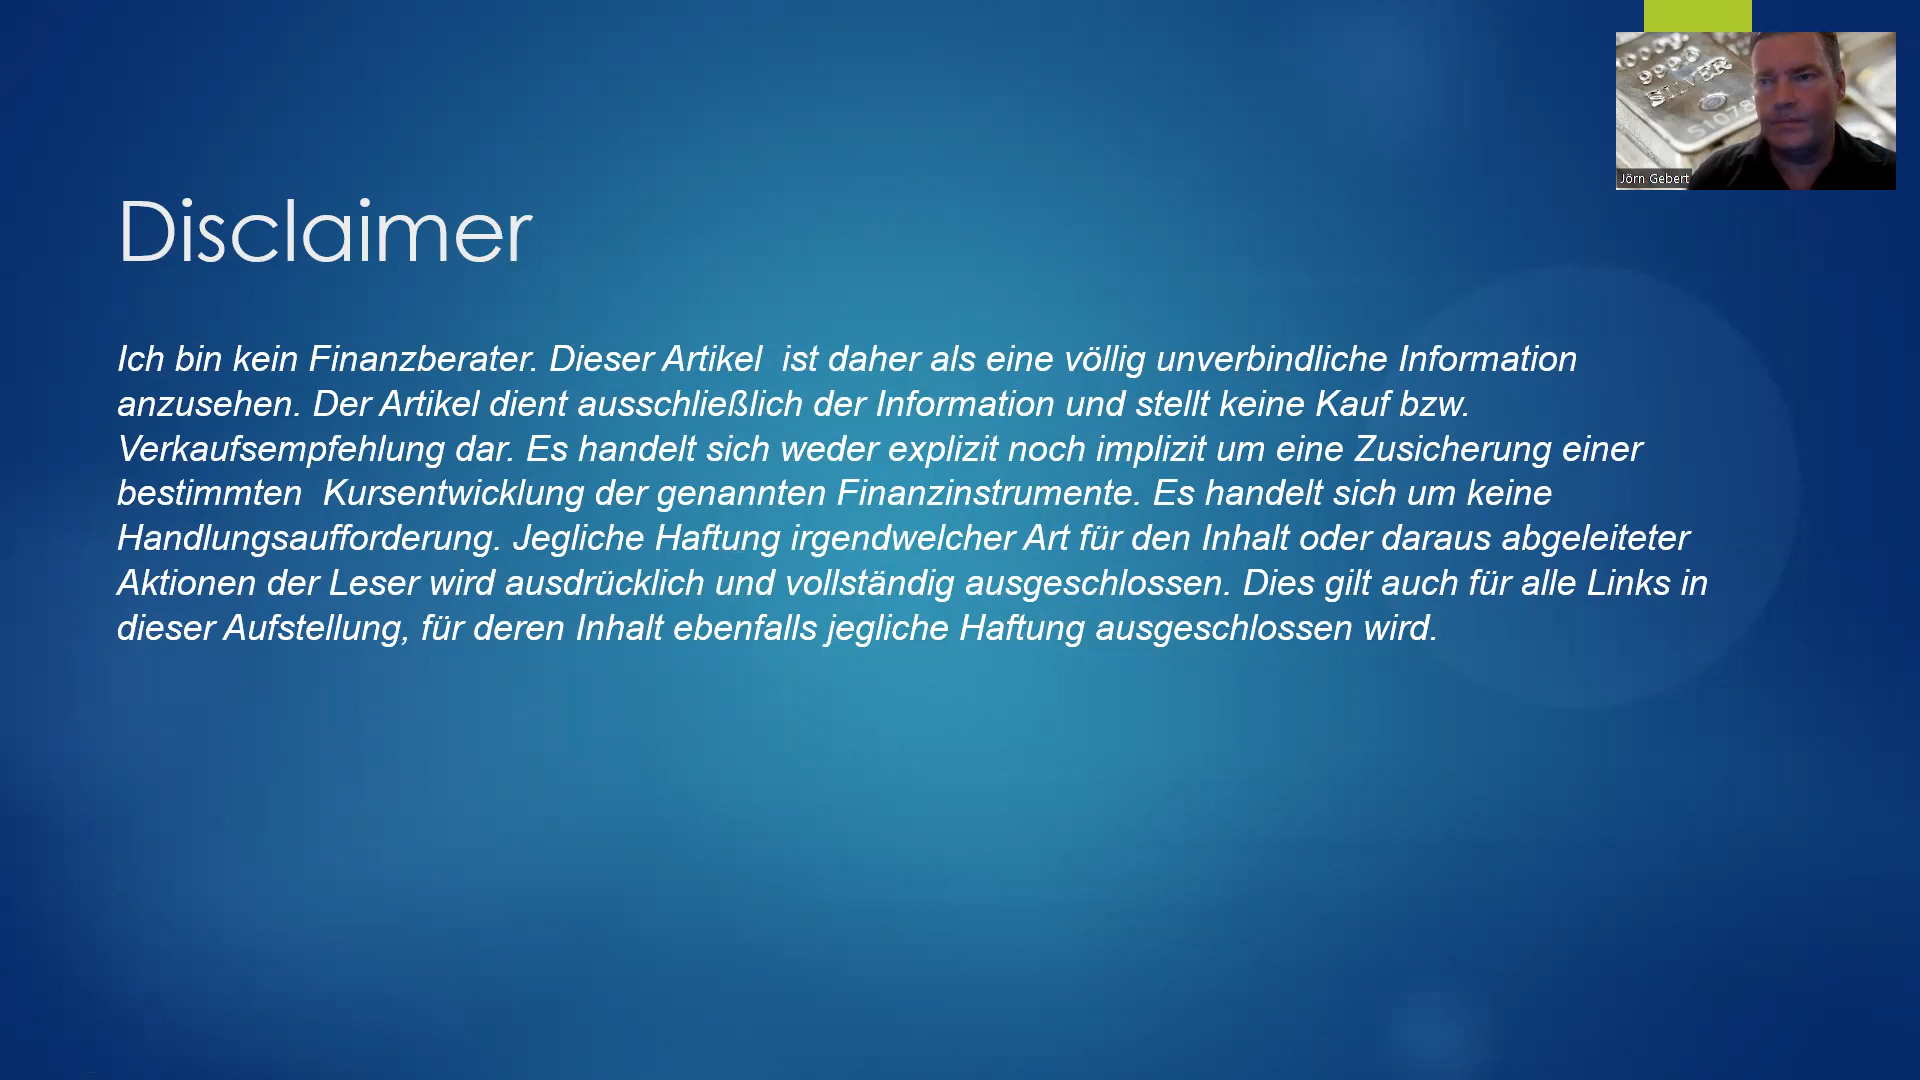 9999
SILVER
S1078
Jörn Gebert
Disclaimer
Ich bin kein Finanzberater. Dieser Artikel  ist daher als eine völlig unverbindliche Information
anzusehen. Der Artikel dient ausschließlich der Information und stellt keine Kauf bzw.
Verkaufsempfehlung dar. Es handelt sich weder explizit noch implizit um eine Zusicherung einer
bestimmten  Kursentwicklung der genannten Finanzinstrumente. Es handelt sich um keine
Handlungsaufforderung. Jegliche Haftung irgendwelcher Art für den Inhalt oder daraus abgeleiteter
Aktionen der Leser wird ausdrücklich und vollständig ausgeschlossen. Dies gilt auch für alle Links in
dieser Aufstellung, für deren Inhalt ebenfalls jegliche Haftung ausgeschlossen wird.